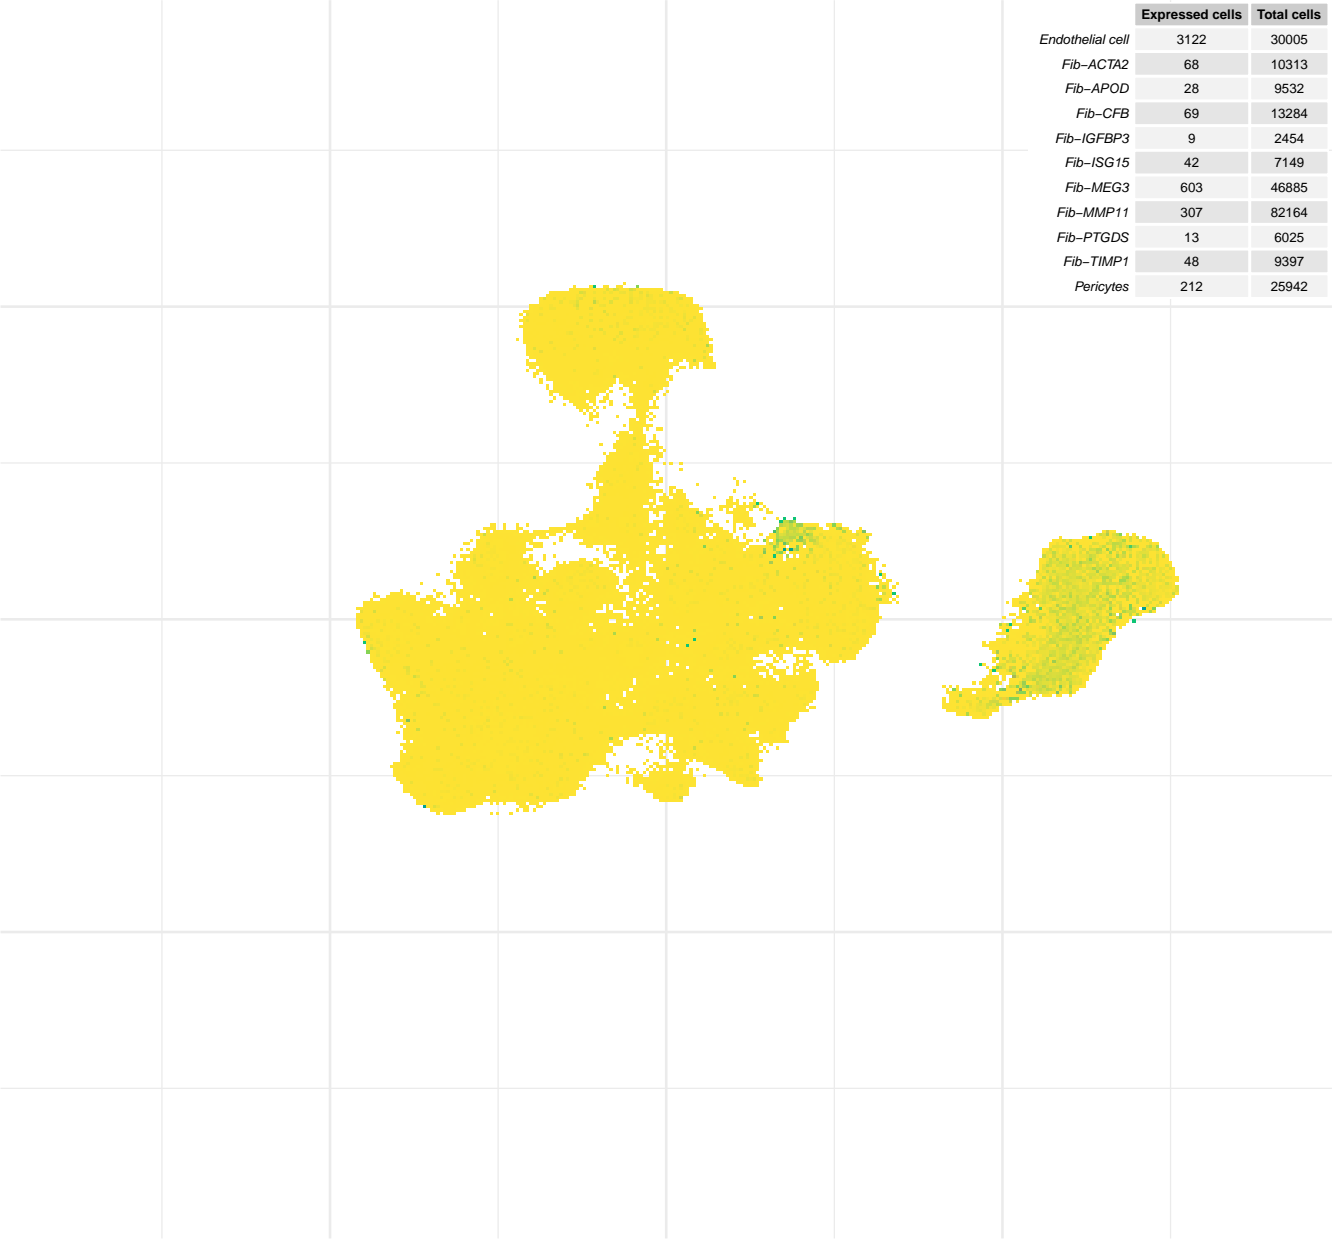 Expressed cells Total cells
Endothelial cell 3122 30005
Fib−ACTA2 68 10313
Fib−APOD 28 9532
Fib−CFB 69 13284
Fib−IGFBP3 9 2454
Fib−ISG15 42 7149
Fib−MEG3 603 46885
Fib−MMP11 307 82164
Fib−PTGDS 13 6025
Fib−TIMP1 48 9397
Pericytes 212 25942